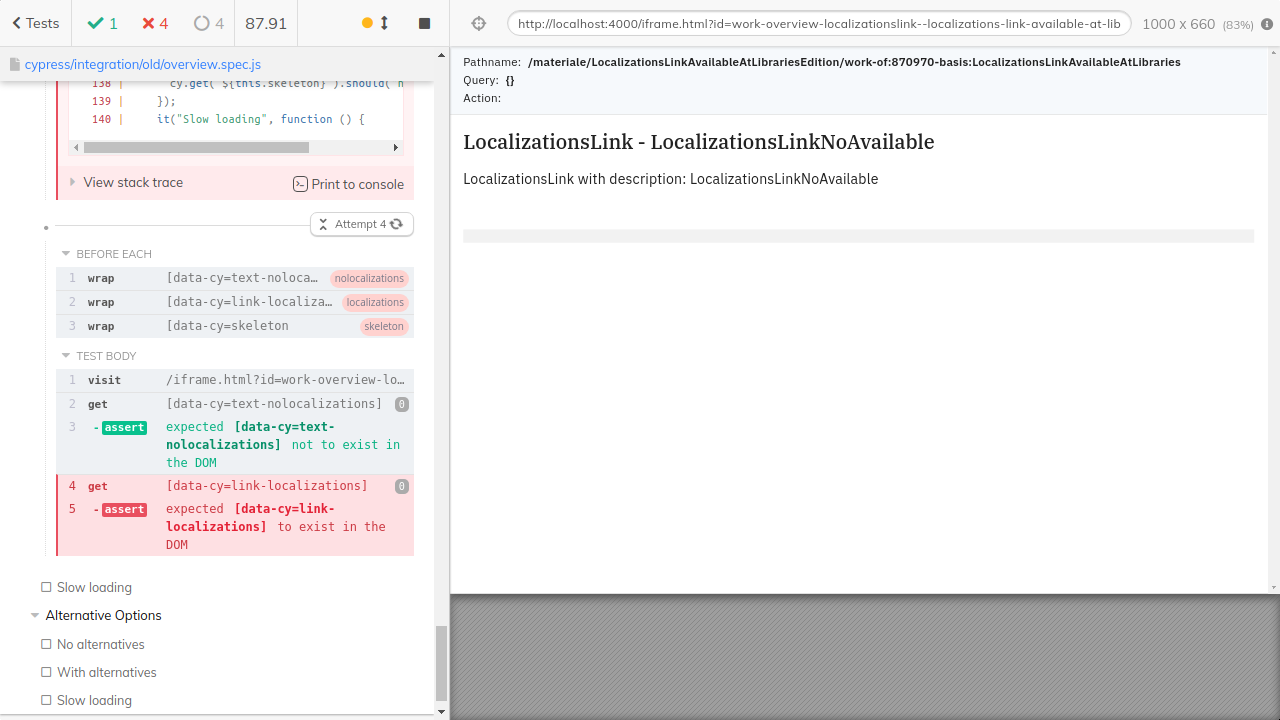 Tests
1
4
4
87.91
cypress/integration/old/overview.spec.js
138 | cy.get(`${this.skeleton}`).should("n
139 | });
140 | it("Slow loading", function () {
View stack trace
Print to console
Attempt 4
BEFORE EACH
1 wrap [data-cy=text-noloca… nolocalizations
2 wrap [data-cy=link-localiza… localizations
3 wrap [data-cy=skeleton skeleton
TEST BODY
1 visit /iframe.html?id=work-overview-lo…
2 get [data-cy=text-nolocalizations] 0
3 -assert expected [data-cy=text-
nolocalizations] not to exist in
the DOM
4 get [data-cy=link-localizations] 0
5 -assert expected [data-cy=link-
localizations] to exist in the
DOM
Slow loading
Alternative Options
No alternatives
With alternatives
Slow loading
http://localhost:4000/iframe.html?id=work-overview-locationslink--localizations-link-available-at-lib
1000 x 660 (83%)
Pathname: /materiale/LocalizationsLinkAvailableAtLibrariesEdition/work-of:870970-basis:LocalizationsLinkAvailableAtLibraries
Query: {}
Action:
LocalizationsLink - LocalizationsLinkNoAvailable
LocalizationsLink with description: LocalizationsLinkNoAvailable